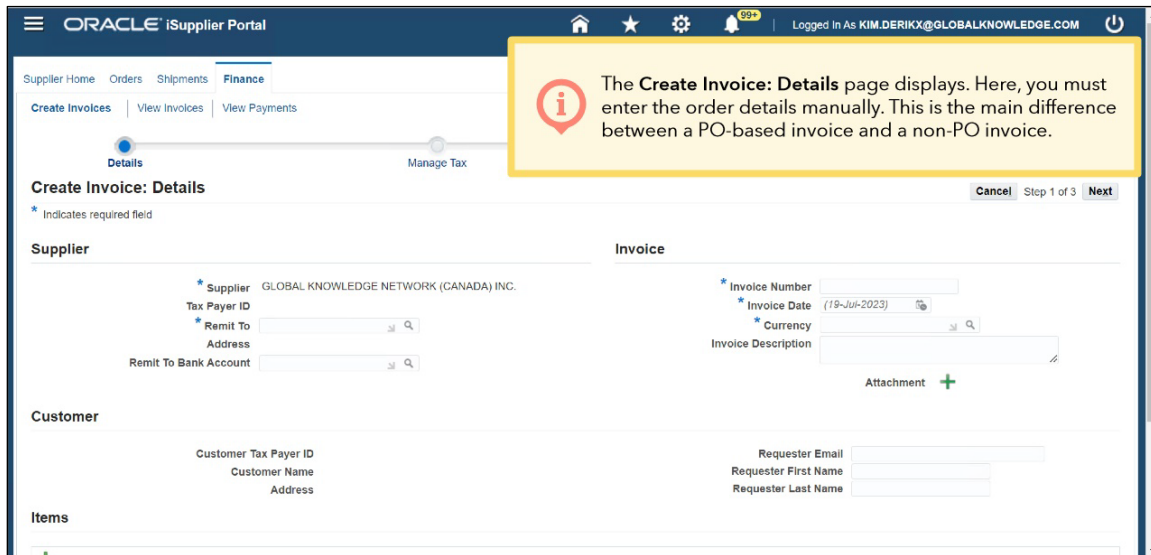 ORACLE iSupplier Portal
99+
Logged In As KIM.DERIKX@GLOBALKNOWLEDGE.COM
Supplier Home Orders Shipments Finance
Create Invoices View Invoices View Payments
The Create Invoice: Details page displays. Here, you must
enter the order details manually. This is the main difference
between a PO-based invoice and a non-PO invoice.
Details
Manage Tax
Create Invoice: Details
Cancel Step 1 of 3 Next
* Indicates required field
Supplier
* Supplier GLOBAL KNOWLEDGE NETWORK (CANADA) INC.
Tax Payer ID
* Remit To
Address
Remit To Bank Account
Invoice
* Invoice Number
* Invoice Date (19-Jul-2023)
* Currency
Invoice Description
Attachment
Customer
Customer Tax Payer ID
Customer Name
Address
Requester Email
Requester First Name
Requester Last Name
Items